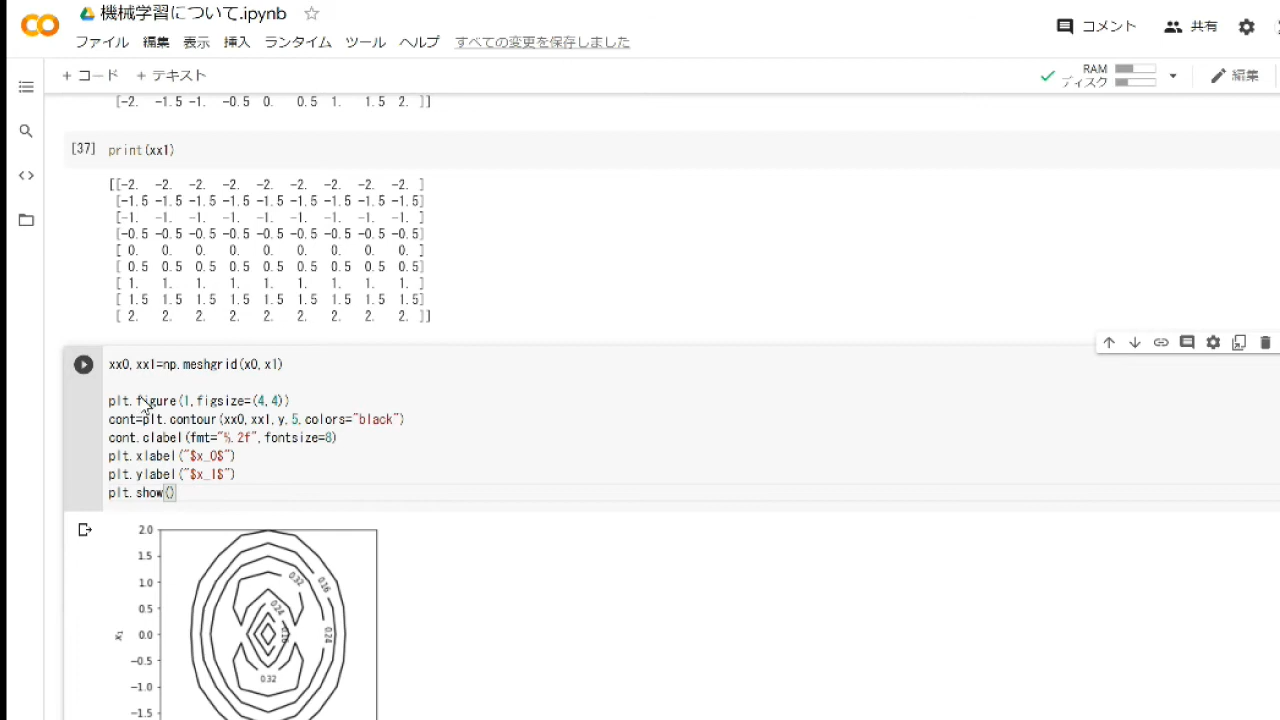 機械学習について.ipynb
コメント 共有
ファイル 編集 表示 挿入 ランタイム ツール ヘルプ すべての変更を保存しました
+ コード + テキスト
RAM
ディスク
編集
[-2. -1.5 -1. -0.5 0. 0.5 1. 1.5 2. ]]
[37] print(xx1)
[[-2. -2. -2. -2. -2. -2. -2. -2. -2. ]
[-1.5 -1.5 -1.5 -1.5 -1.5 -1.5 -1.5 -1.5 -1.5]
[-1. -1. -1. -1. -1. -1. -1. -1. -1. ]
[-0.5 -0.5 -0.5 -0.5 -0.5 -0.5 -0.5 -0.5 -0.5]
[ 0. 0. 0. 0. 0. 0. 0. 0. 0. ]
[ 0.5 0.5 0.5 0.5 0.5 0.5 0.5 0.5 0.5]
[ 1. 1. 1. 1. 1. 1. 1. 1. 1. ]
[ 1.5 1.5 1.5 1.5 1.5 1.5 1.5 1.5 1.5]
[ 2. 2. 2. 2. 2. 2. 2. 2. 2. ]]
xx0,xx1=np.meshgrid(x0,x1)
plt.figure(1,figsize=(4,4))
cont=plt.contour(xx0,xx1,y,5,colors="black")
cont.clabel(fmt="%.2f",fontsize=8)
plt.xlabel("$x_0$")
plt.ylabel("$x_1$")
plt.show()
2.0
1.5
1.0
0.5
0.0
-0.5
-1.0
-1.5
x1
0.32
0.16
0.24
0.16
0.24
0.32